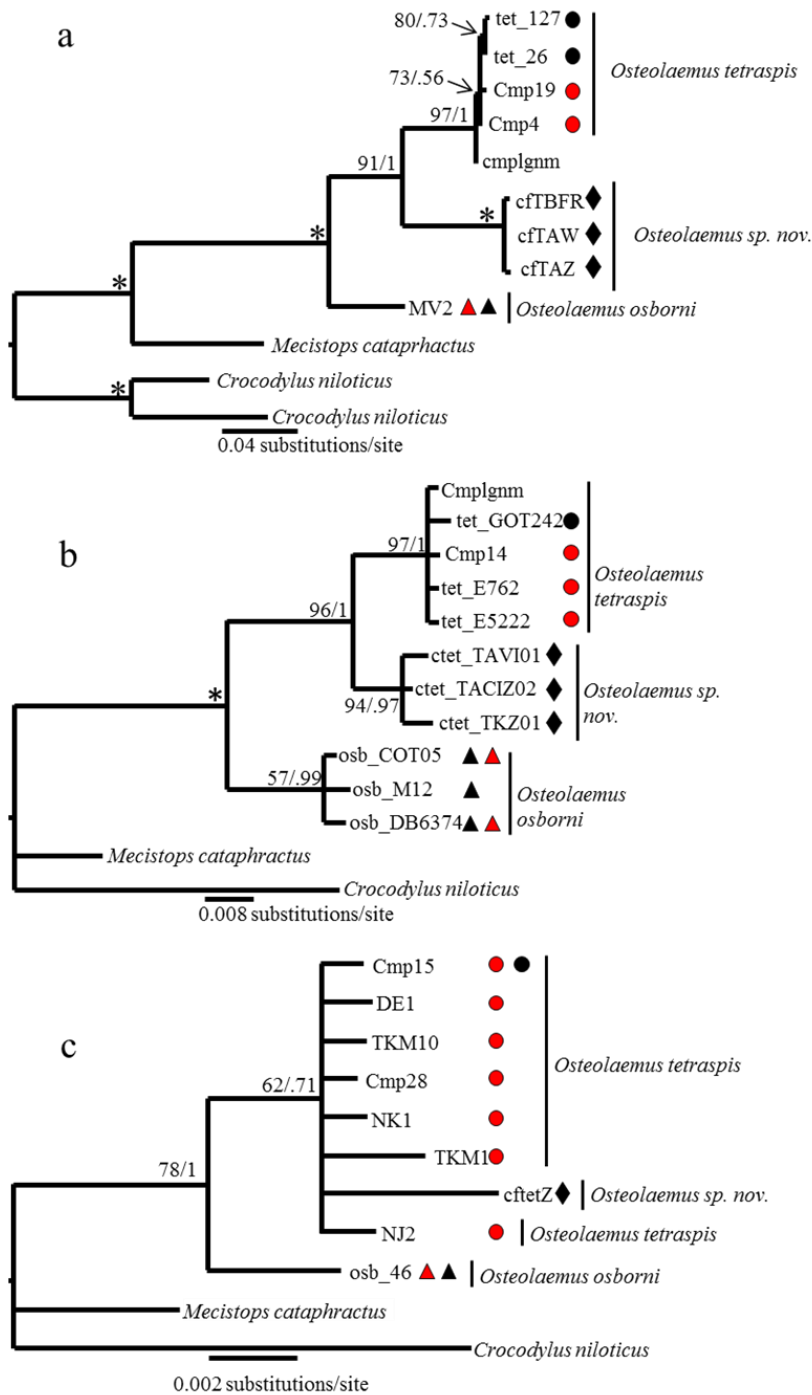 a
80/.73
tet_127
tet_26
Osteolaemus tetraspis
73/.56
Cmp19
97/1
Cmp4
cmplgnm
91/1
cfTBFR
*
cfTAW
Osteolaemus sp. nov.
cfTAZ
*
*
MV2
Osteolaemus osborni
Mecistops cataprhactus
*
Crocodylus niloticus
Crocodylus niloticus
0.04 substitutions/site
b
Cmplgnm
tet_GOT242
97/1
Cmp14
Osteolaemus
tetraspis
tet_E762
96/1
tet_E5222
ctet_TAVI01
ctet_TACIZ02
Osteolaemus sp.
nov.
94/.97
ctet_TKZ01
*
osb_COT05
57/.99
osb_M12
Osteolaemus
osborni
osb_DB6374
Mecistops cataphractus
Crocodylus niloticus
0.008 substitutions/site
c
Cmp15
DE1
TKM10
Osteolaemus tetraspis
62/.71
Cmp28
NK1
78/1
TKM1
cftetZ
Osteolaemus sp. nov.
NJ2
Osteolaemus tetraspis
osb_46
Osteolaemus osborni
Mecistops cataphractus
Crocodylus niloticus
0.002 substitutions/site